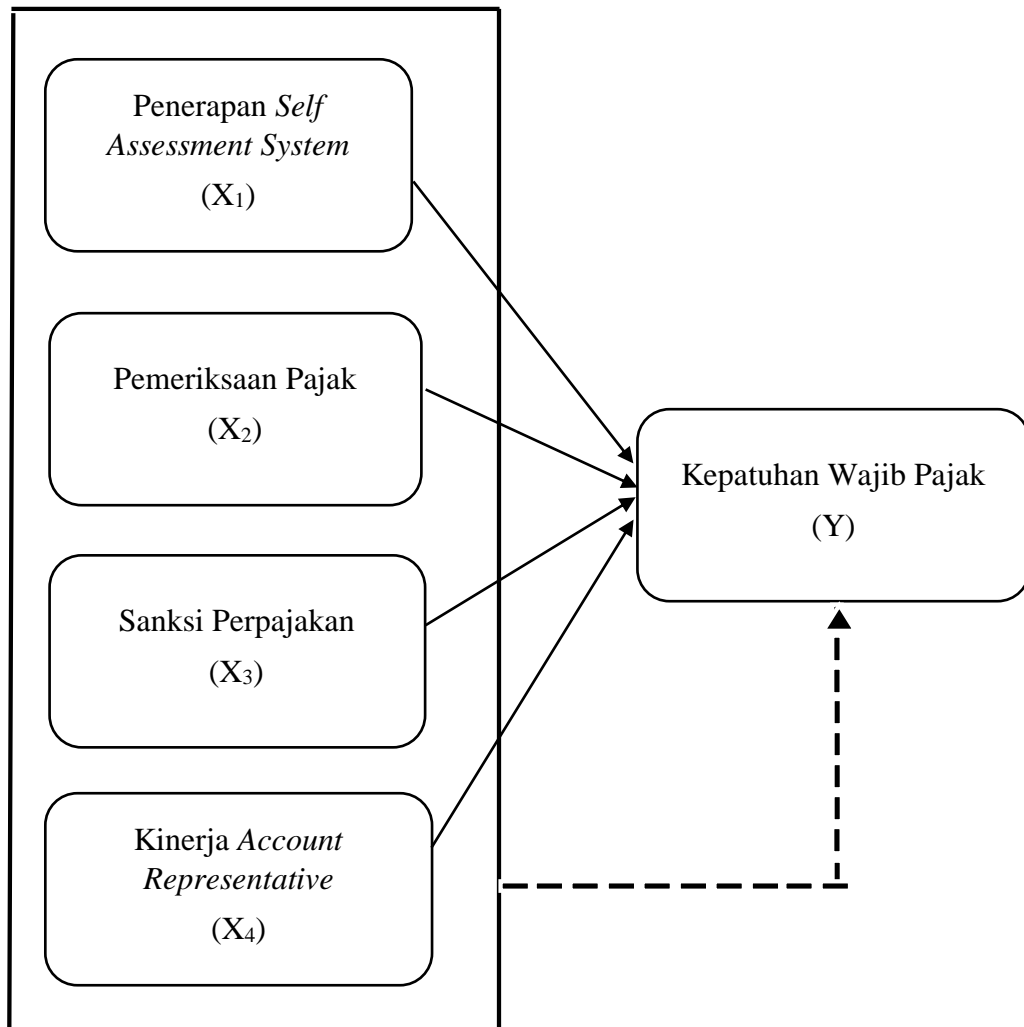 Penerapan Self
Assessment System
(X₁)
Pemeriksaan Pajak
(X₂)
Sanksi Perpajakan
(X₃)
Kinerja Account
Representative
(X₄)
Kepatuhan Wajib Pajak
(Y)